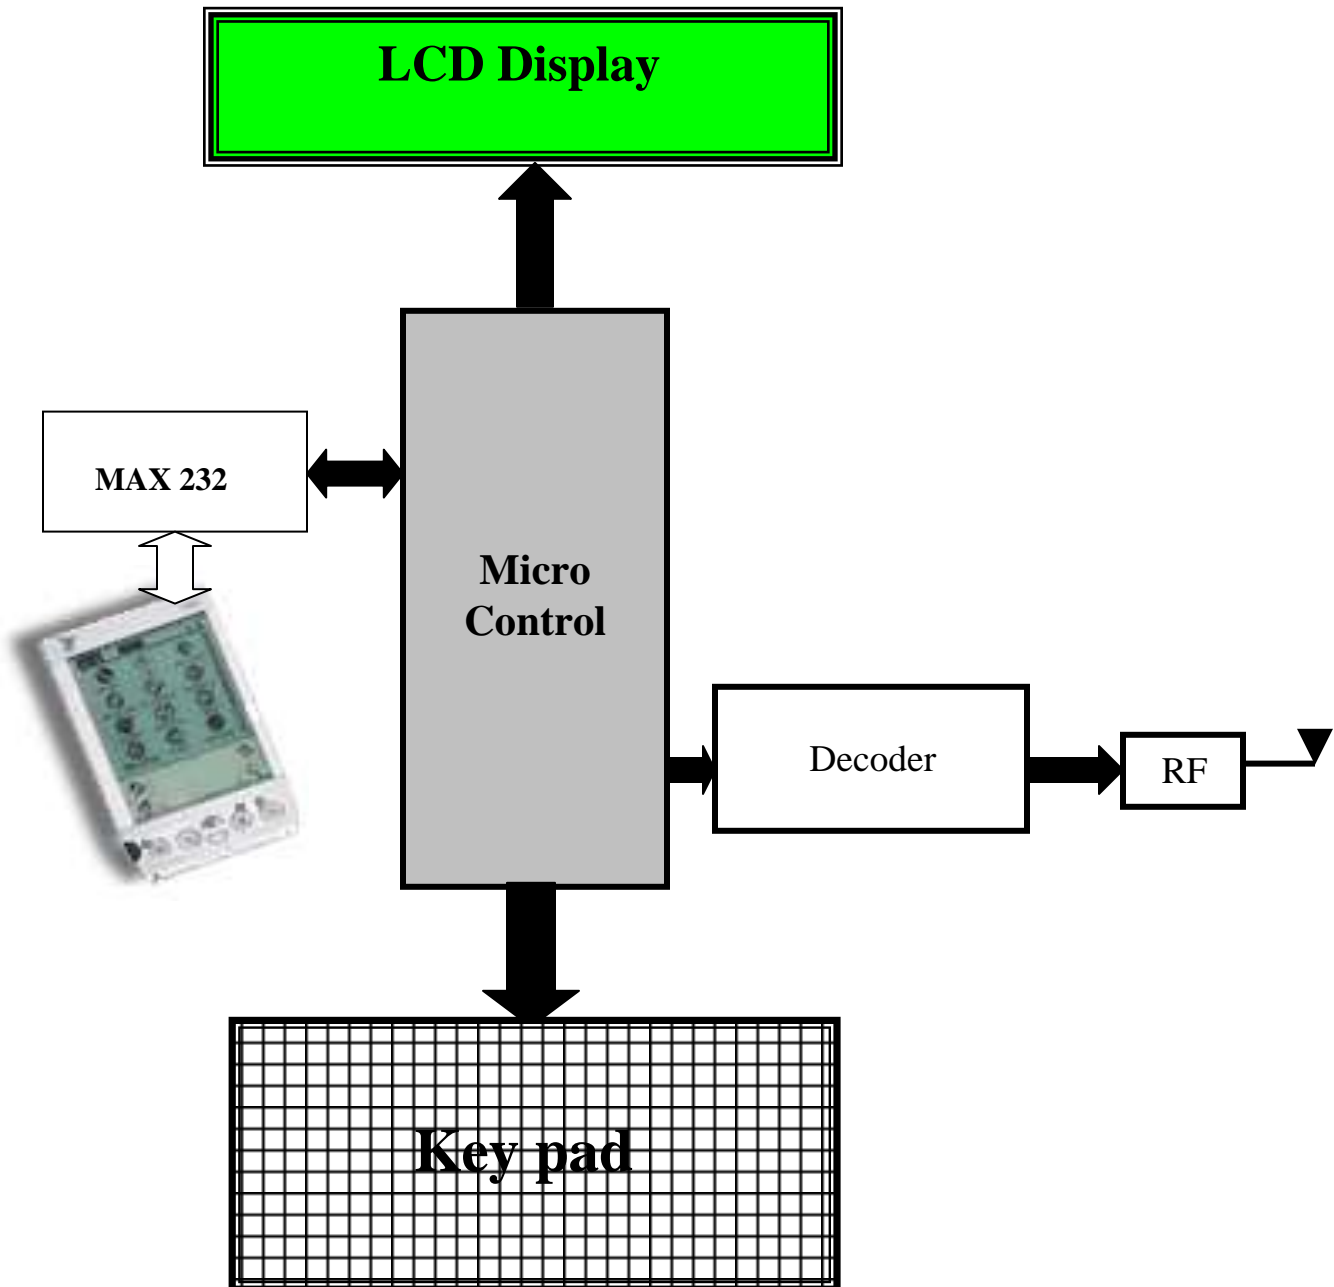 LCD Display
MAX 232
Micro
Control
Decoder
RF
Key pad